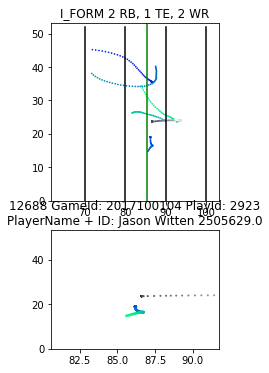 I_FORM 2 RB, 1 TE, 2 WR
50
40
30
20
10
0
70 80 90 100
12688 GameId: 2017100104 PlayId: 2923
PlayerName + ID: Jason Witten 2505629.0
40
20
0
82.5 85.0 87.5 90.0